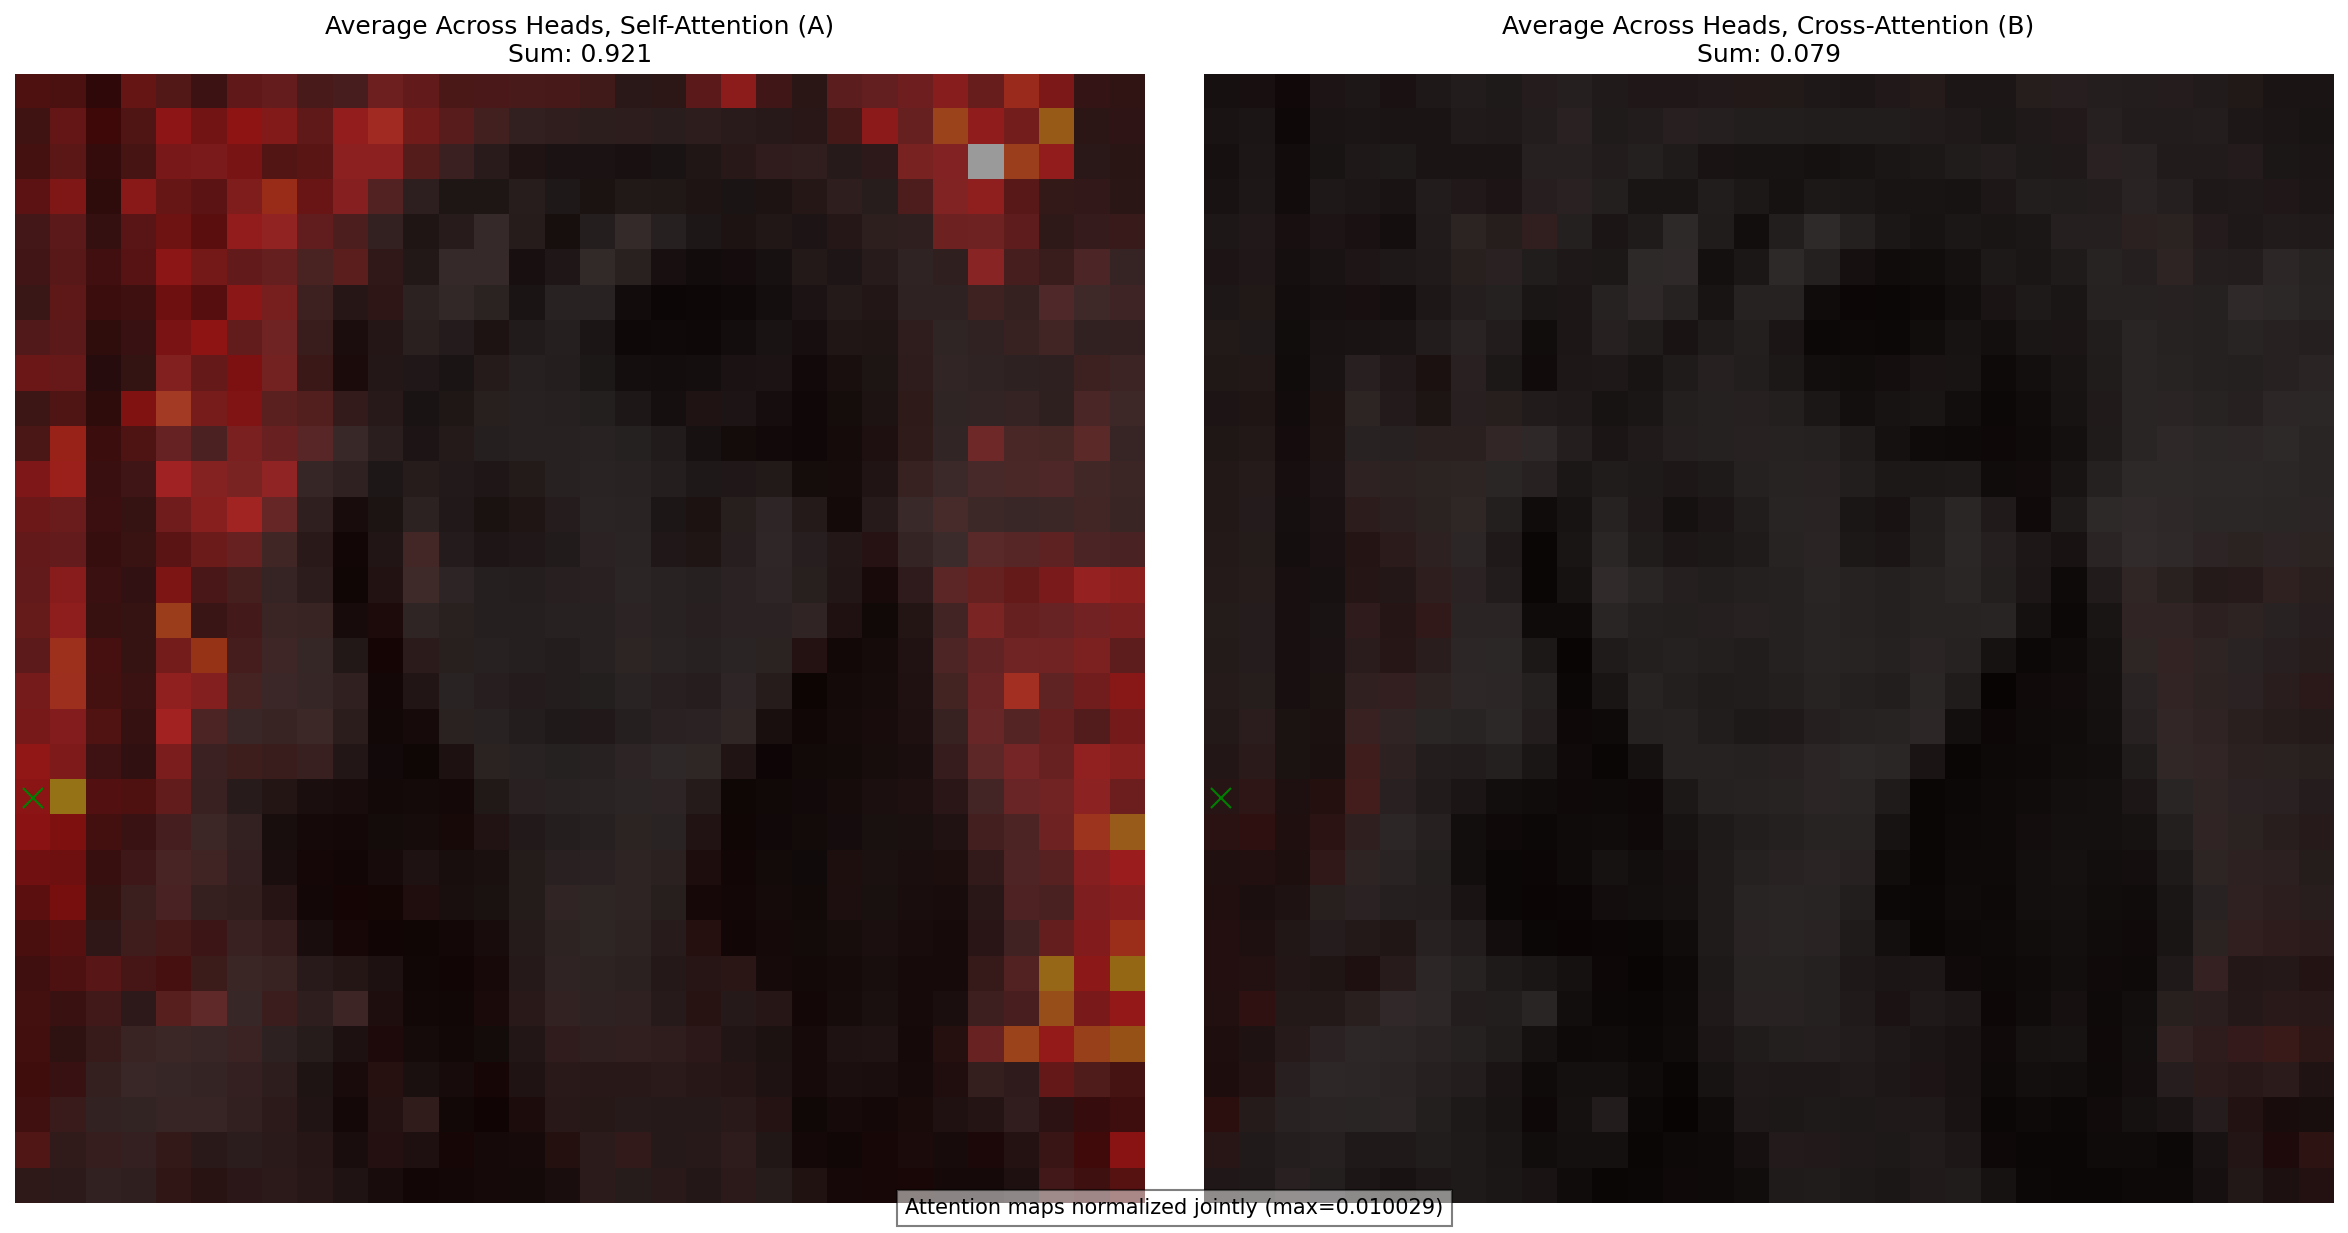 Average Across Heads, Self-Attention (A)
Sum: 0.921
Average Across Heads, Cross-Attention (B)
Sum: 0.079
Attention maps normalized jointly (max=0.010029)